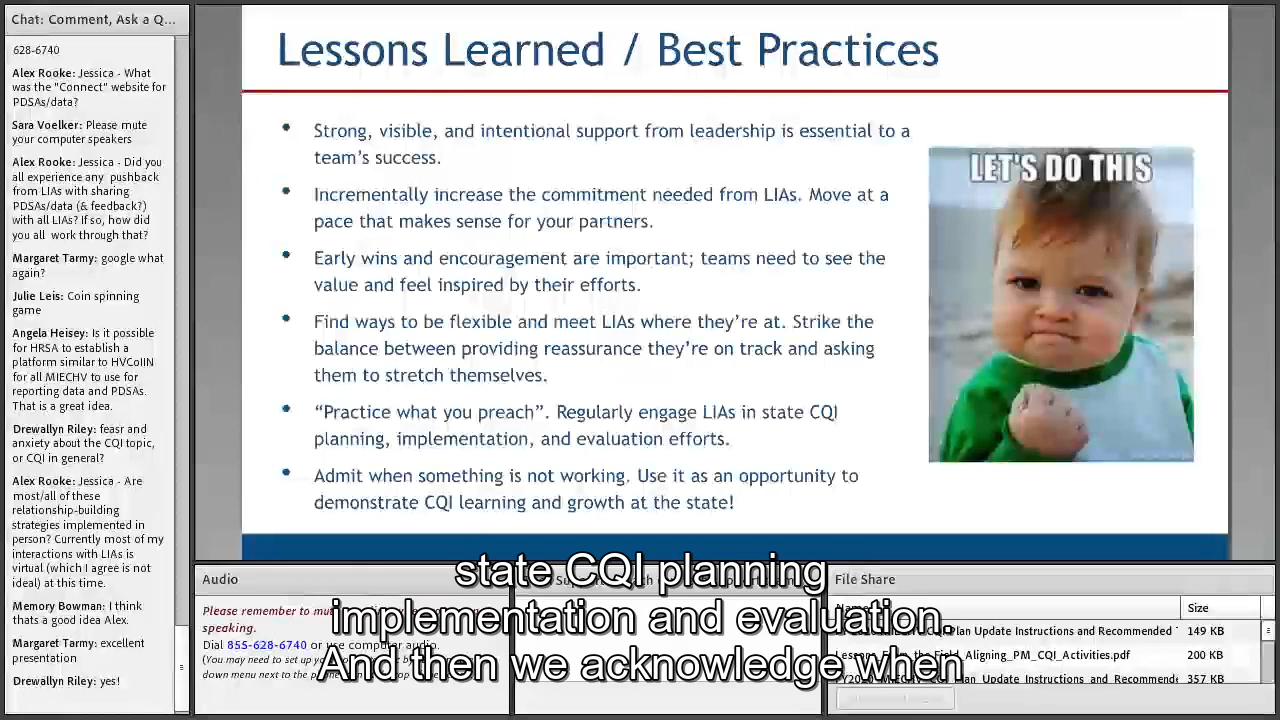 Chat: Comment, Ask a Q...
628-6740
Alex Rooke: Jessica - What
was the "Connect" website for
PDSAs/data?
Sara Voelker: Please mute
your computer speakers
Alex Rooke: Jessica - Did you
all experience any pushback
from LIAs with sharing
PDSAs/data (& feedback?)
with all LIAs? If so, how did
you all work through that?
Margaret Tarmy: google what
again?
Julie Leis: Coin spinning
game
Angela Heisey: Is it possible
for HRSA to establish a
platform similar to HVCoIIN
for all MIECHV to use for
reporting data and PDSAs.
That is a great idea.
Drewallyn Riley: fesar and
anxiety about the CQI topic,
or CQI in general?
Alex Rooke: Jessica - Are
most/all of these
relationship-building
strategies implemented in
person? Currently most of my
interactions with LIAs is
virtual (which I agree is not
ideal) at this time.
Memory Bowman: I think
thats a good idea Alex.
Margaret Tarmy: excellent
presentation
Drewallyn Riley: yes!
Lessons Learned / Best Practices
• Strong, visible, and intentional support from leadership is essential to a
team's success.
• Incrementally increase the commitment needed from LIAs. Move at a
pace that makes sense for your partners.
• Early wins and encouragement are important; teams need to see the
value and feel inspired by their efforts.
• Find ways to be flexible and meet LIAs where they're at. Strike the
balance between providing reassurance they're on track and asking
them to stretch themselves.
• "Practice what you preach". Regularly engage LIAs in state CQI
planning, implementation, and evaluation efforts.
• Admit when something is not working. Use it as an opportunity to
demonstrate CQI learning and growth at the state!
LET'S DO THIS
state CQI planning
implementation and evaluation.
And then we acknowledge when
Audio
Please remember to
speaking.
Dial 855-628-6740 or use computer audio.
(You may need to set up
down menu next to the
File Share
Size
Plan Update Instructions and Recommended 149 KB
Lessons From the Field_Aligning_PM_CQI_Activities.pdf 200 KB
Plan Update Instructions and Recommende 357 KB